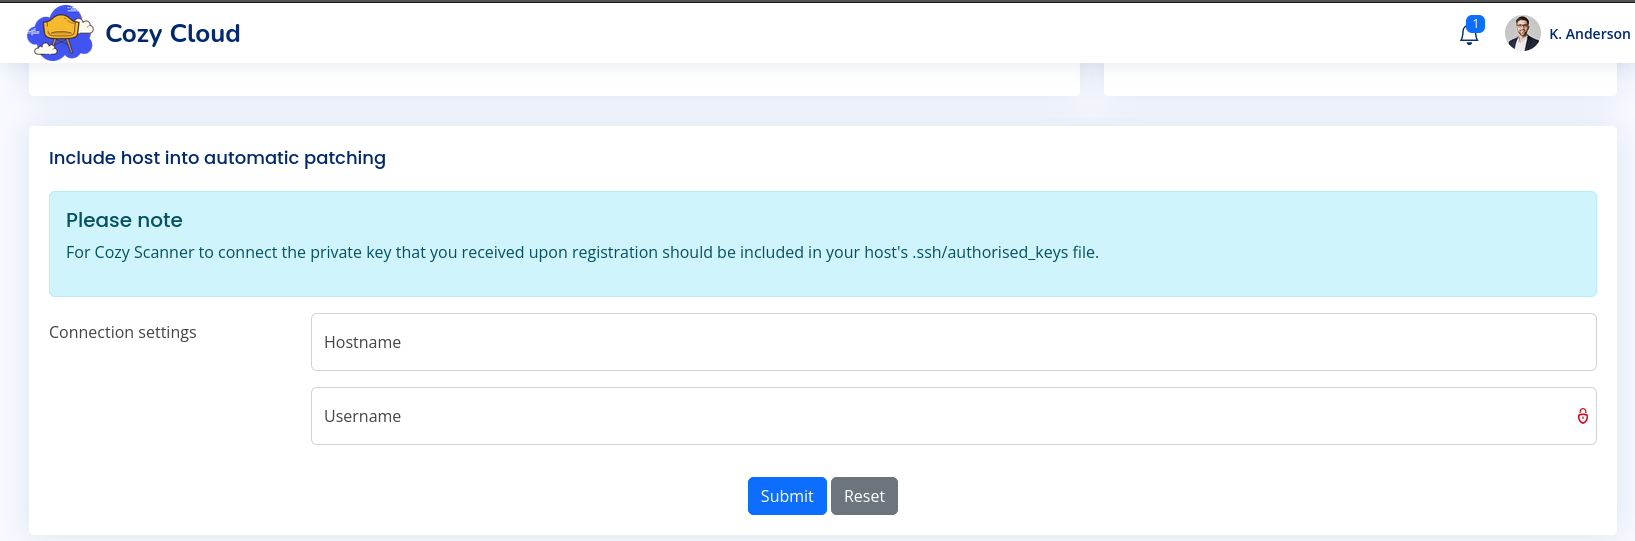 Cozy Cloud
1
K. Anderson
Include host into automatic patching
Please note
For Cozy Scanner to connect the private key that you received upon registration should be included in your host's .ssh/authorised_keys file.
Connection settings
Hostname
Username
Submit
Reset